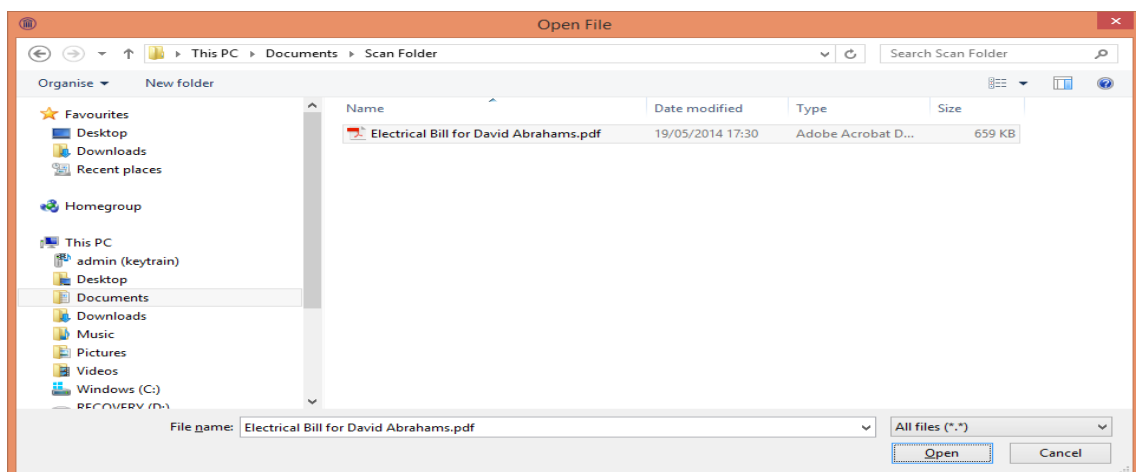 Open File
This PC Documents Scan Folder
Search Scan Folder
Organise
New folder
Favourites
Desktop
Downloads
Recent places
Homegroup
This PC
admin (keytrain)
Desktop
Documents
Downloads
Music
Pictures
Videos
Windows (C:)
RECOVERY (D:)
Name Date modified Type Size
Electrical Bill for David Abrahams.pdf 19/05/2014 17:30 Adobe Acrobat D... 659 KB
File name: Electrical Bill for David Abrahams.pdf
All files (*.*)
Open Cancel